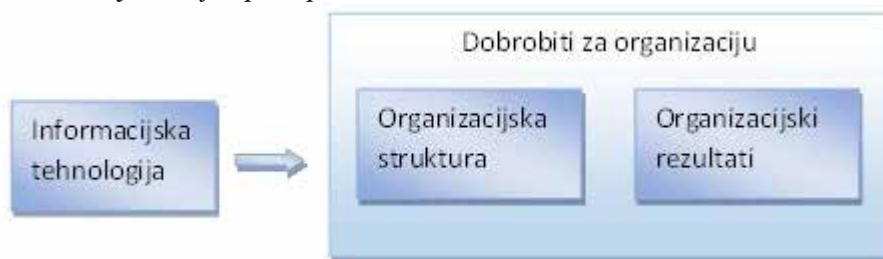 Dobrobiti za organizaciju
Informacijska
tehnologija
Organizacijska
struktura
Organizacijski
rezultati